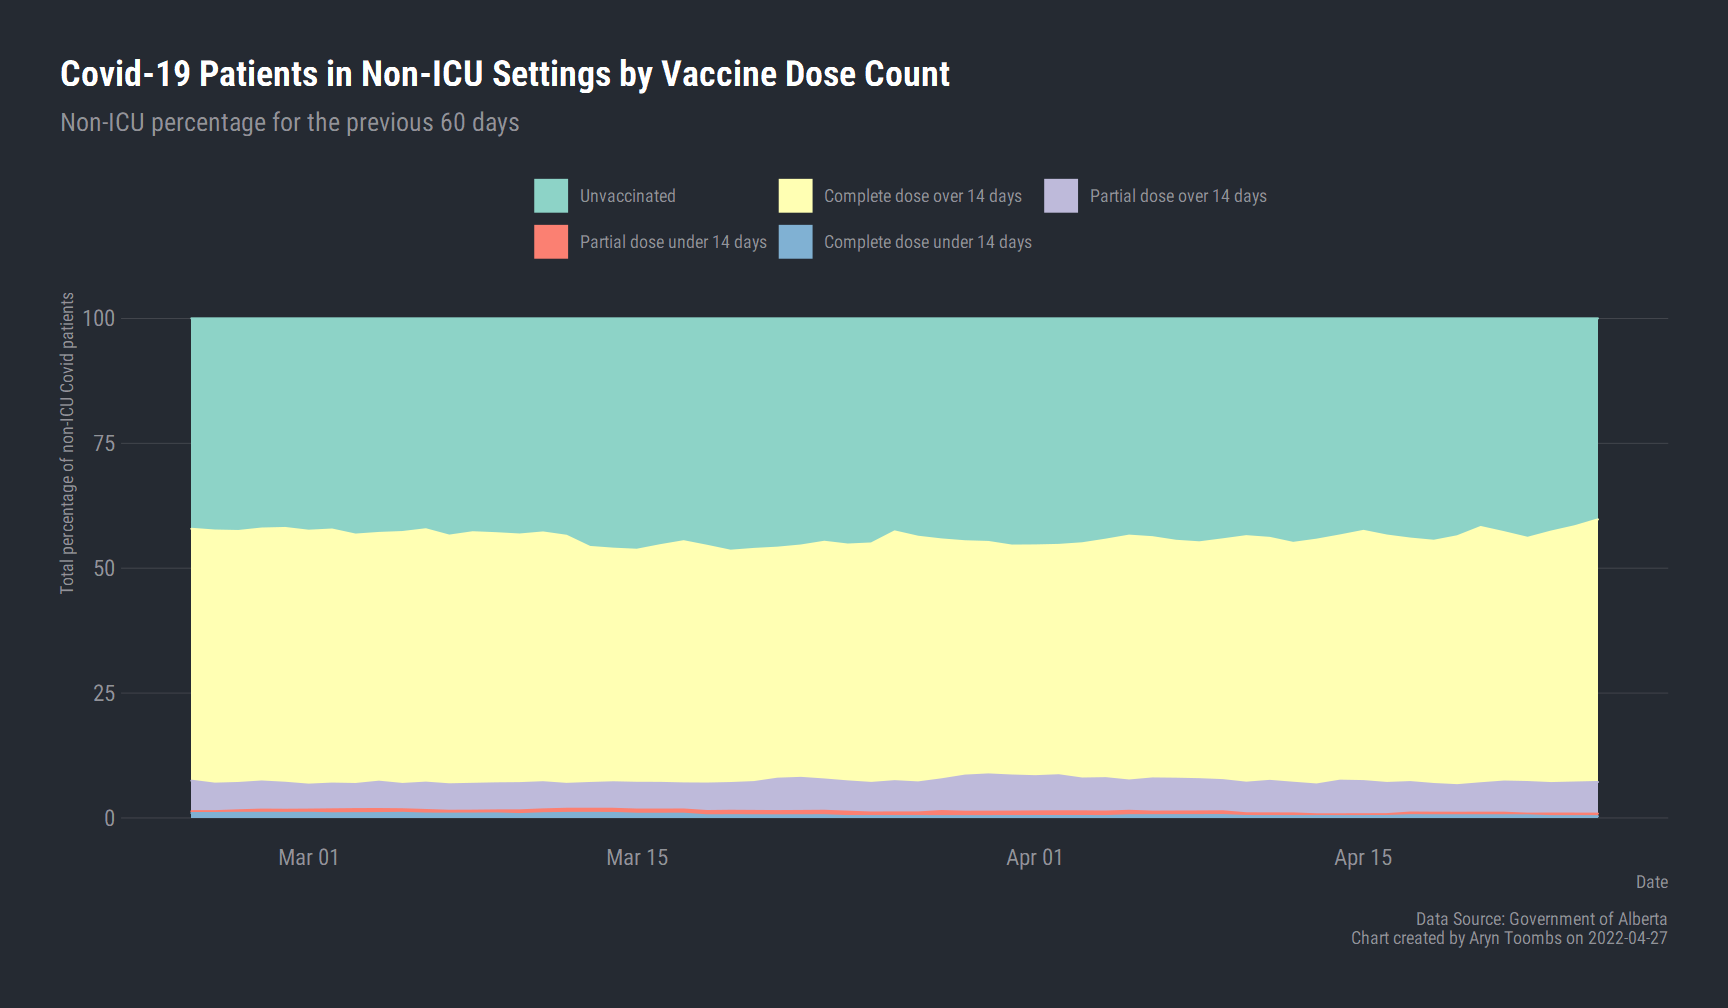 Covid-19 Patients in Non-ICU Settings by Vaccine Dose Count
Non-ICU percentage for the previous 60 days
Unvaccinated
Complete dose over 14 days
Partial dose over 14 days
Partial dose under 14 days
Complete dose under 14 days
Total percentage of non-ICU Covid patients
100
75
50
25
0
Mar 01
Mar 15
Apr 01
Apr 15
Date
Data Source: Government of Alberta
Chart created by Aryn Toombs on 2022-04-27